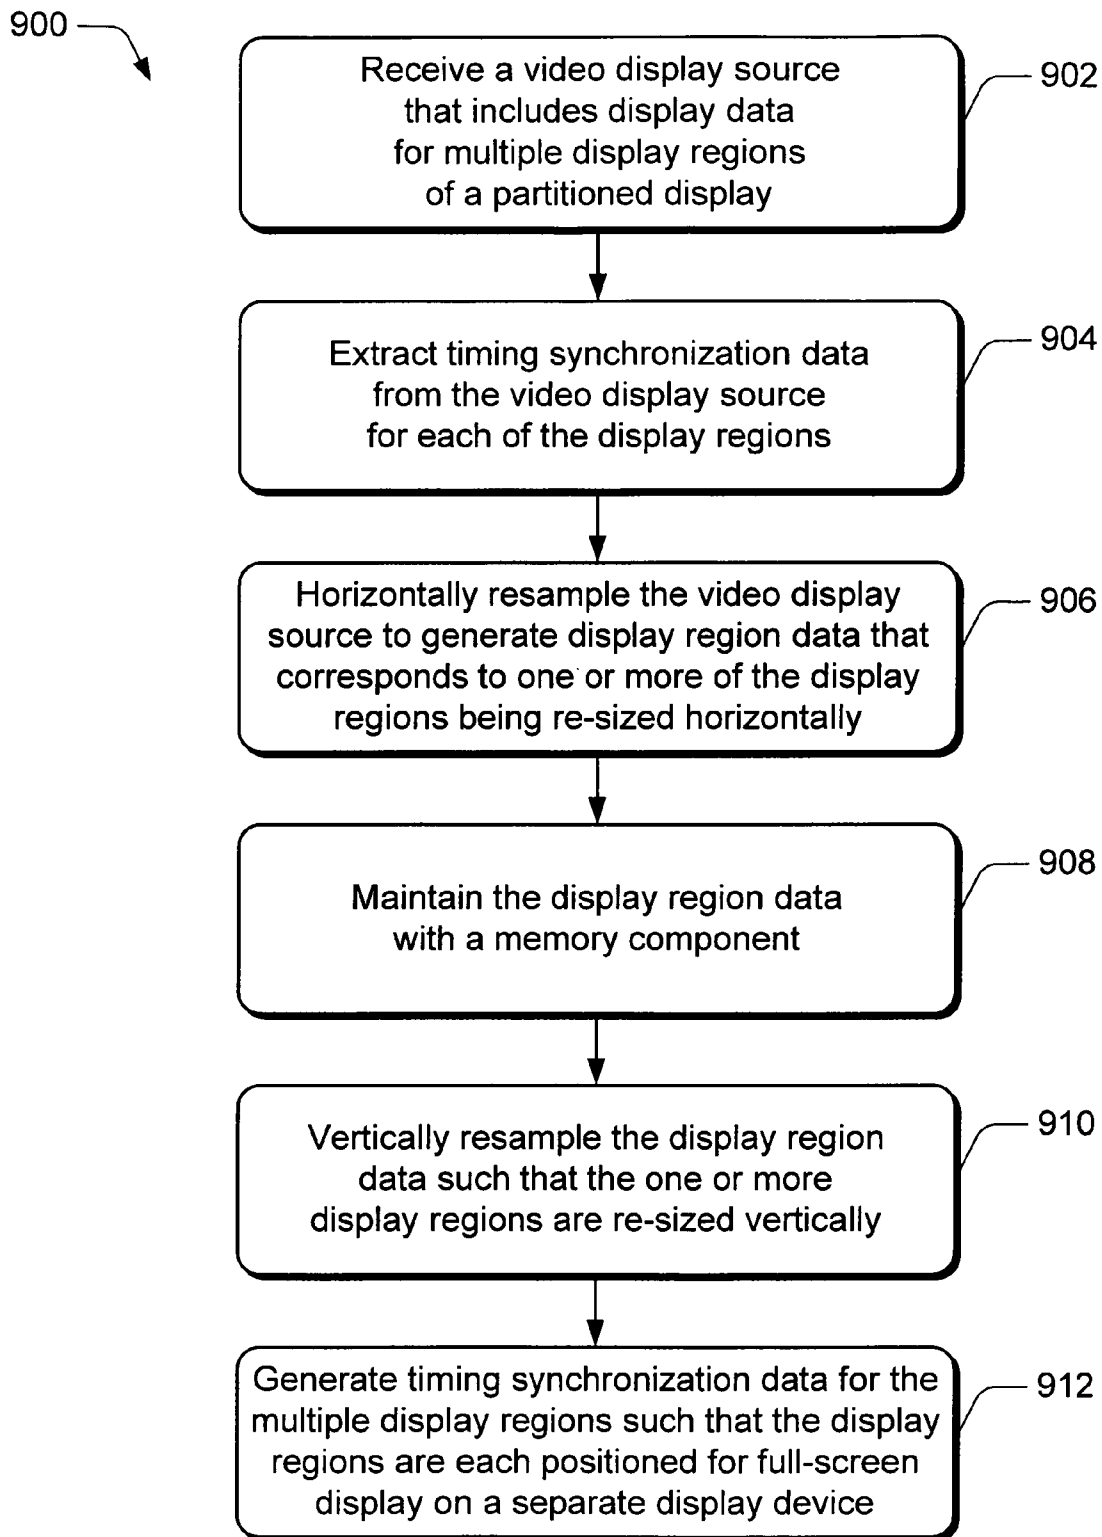 900
Receive a video display source
that includes display data
for multiple display regions
of a partitioned display
902
Extract timing synchronization data
from the video display source
for each of the display regions
904
Horizontally resample the video display
source to generate display region data that
corresponds to one or more of the display
regions being re-sized horizontally
906
Maintain the display region data
with a memory component
908
Vertically resample the display region
data such that the one or more
display regions are re-sized vertically
910
Generate timing synchronization data for the
multiple display regions such that the display
regions are each positioned for full-screen
display on a separate display device
912